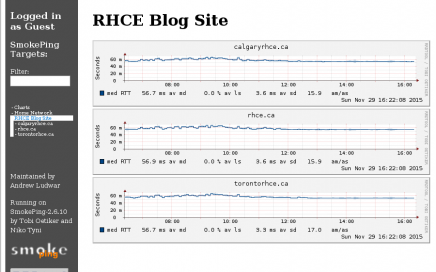 Logged in
as Guest
SmokePing
Targets:
Filter:
- Charts
- Home Network
- RHCE Blog Site
- calgaryrhce.ca
- rhce.ca
- torontorhce.ca
Maintained by
Andrew Ludwar
Running on
SmokePing-2.6.10
by Tobi Oetiker and
Niko Tyni
smoke
ping
RHCE Blog Site
calgaryrhce.ca
Seconds
60 m
40 m
20 m
0
08:00 10:00 12:00 14:00 16:00
med RTT 56.7 ms av md 0.0 % av ls 3.6 ms av sd 15.9 am/as
Sun Nov 29 16:22:08 2015
rhce.ca
Seconds
60 m
40 m
20 m
0
08:00 10:00 12:00 14:00 16:00
med RTT 56.9 ms av md 0.0 % av ls 3.6 ms av sd 15.9 am/as
Sun Nov 29 16:22:08 2015
torontorhce.ca
Seconds
60 m
40 m
20 m
0
08:00 10:00 12:00 14:00 16:00
med RTT 56.7 ms av md 0.0 % av ls 3.3 ms av sd 17.0 am/as
Sun Nov 29 16:22:08 2015